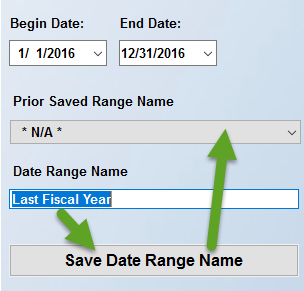 Begin Date: End Date:
1/ 1/2016 12/31/2016
Prior Saved Range Name
* N/A *
Date Range Name
Last Fiscal Year
Save Date Range Name